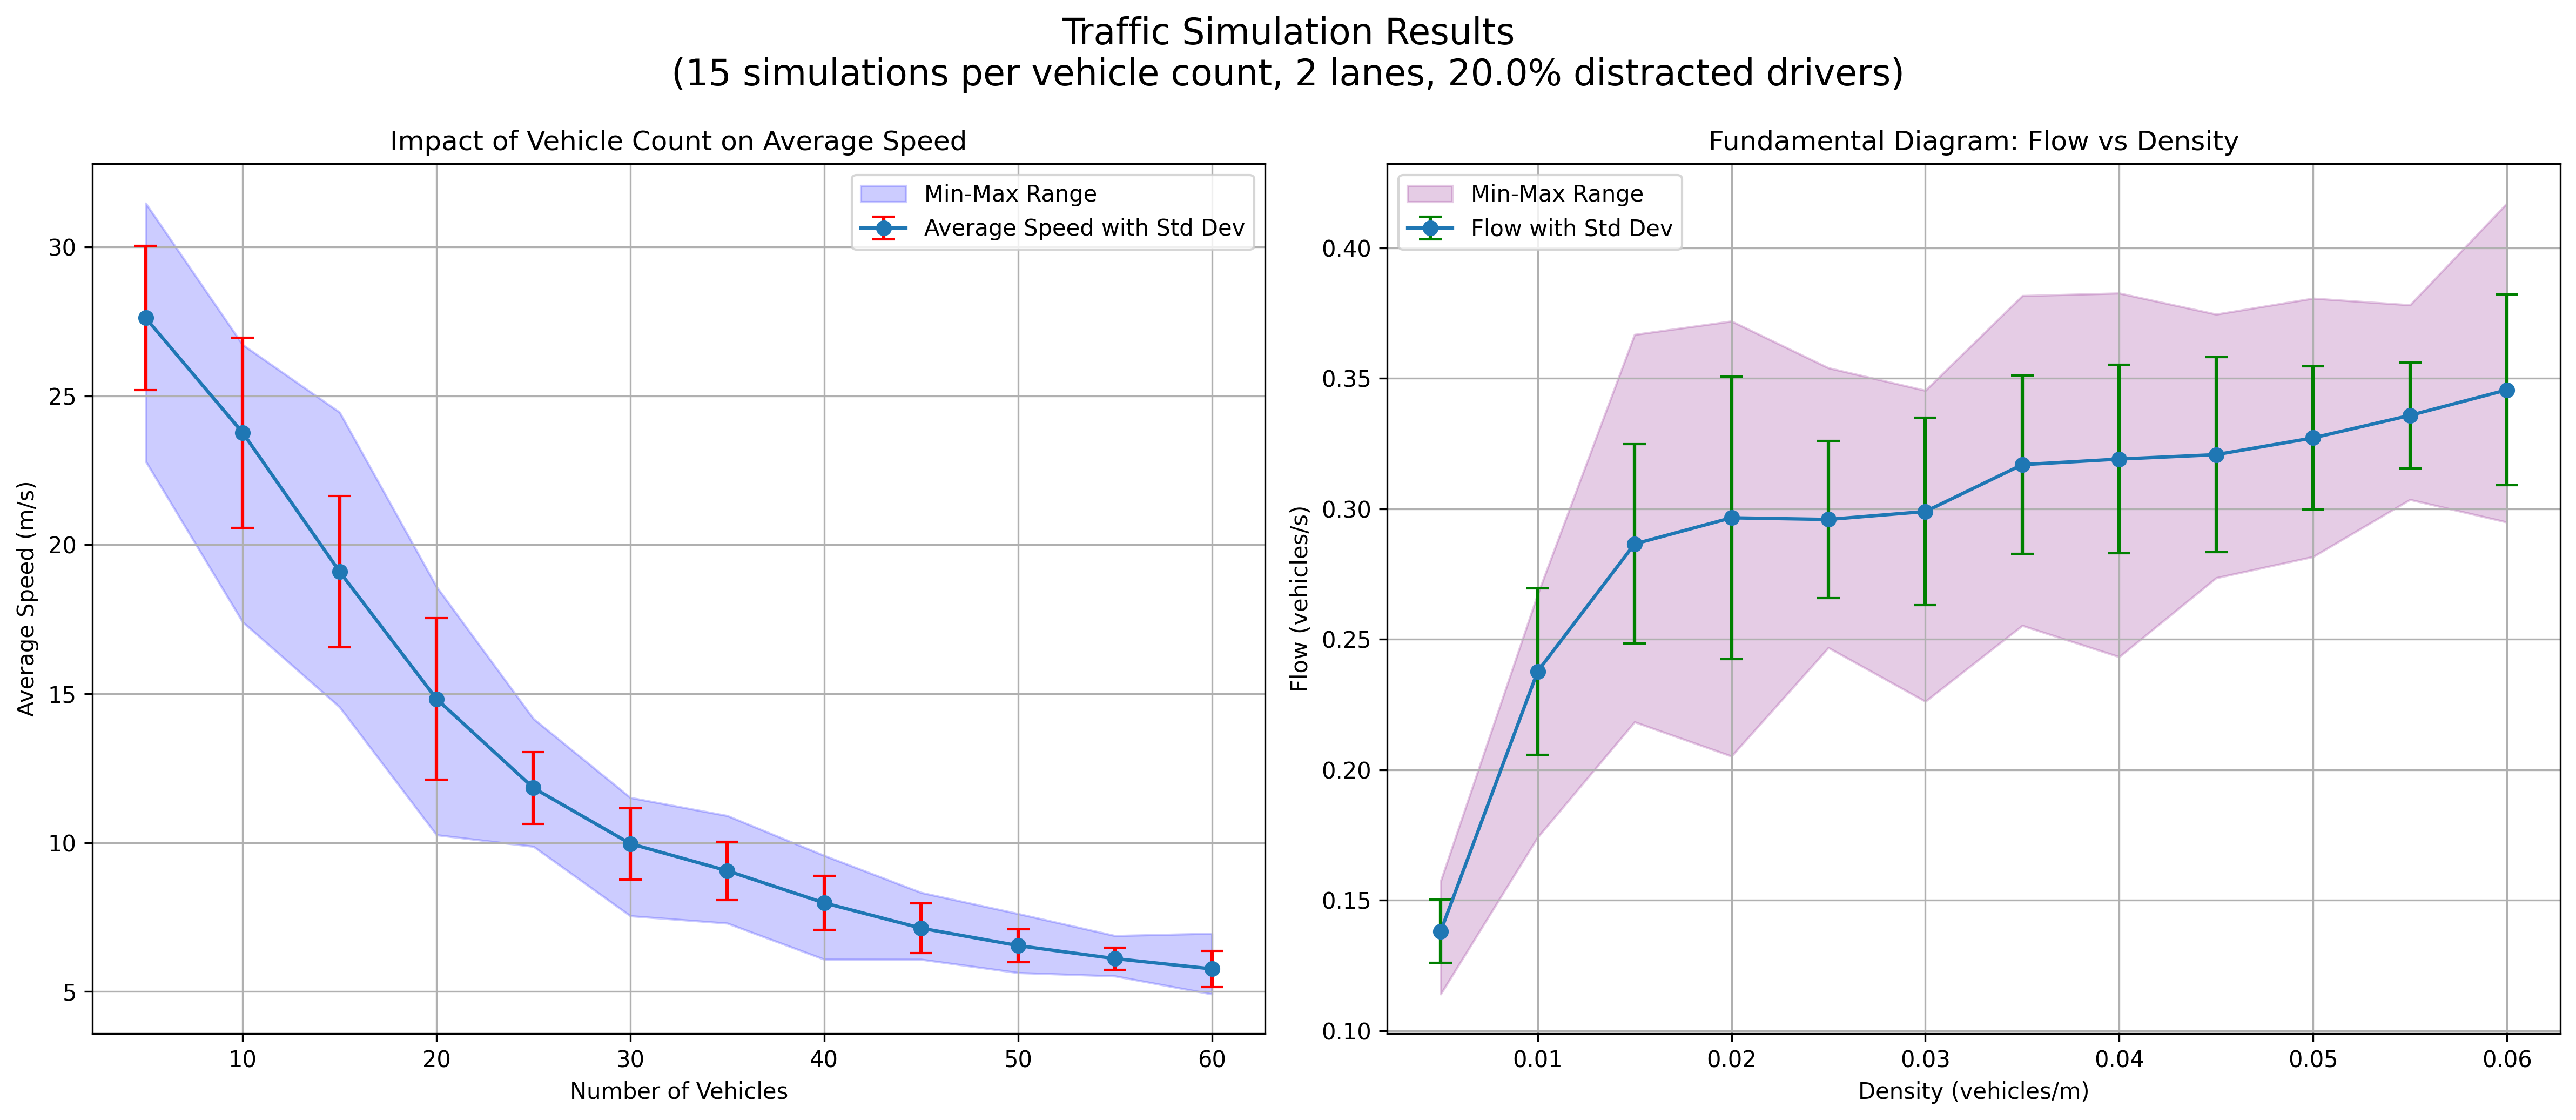 Traffic Simulation Results
(15 simulations per vehicle count, 2 lanes, 20.0% distracted drivers)
Impact of Vehicle Count on Average Speed
Min-Max Range
Average Speed with Std Dev
30
25
20
15
10
5
Average Speed (m/s)
10
20
30
40
50
60
Number of Vehicles
Fundamental Diagram: Flow vs Density
Min-Max Range
Flow with Std Dev
0.40
0.35
0.30
0.25
0.20
0.15
0.10
Flow (vehicles/s)
0.01
0.02
0.03
0.04
0.05
0.06
Density (vehicles/m)